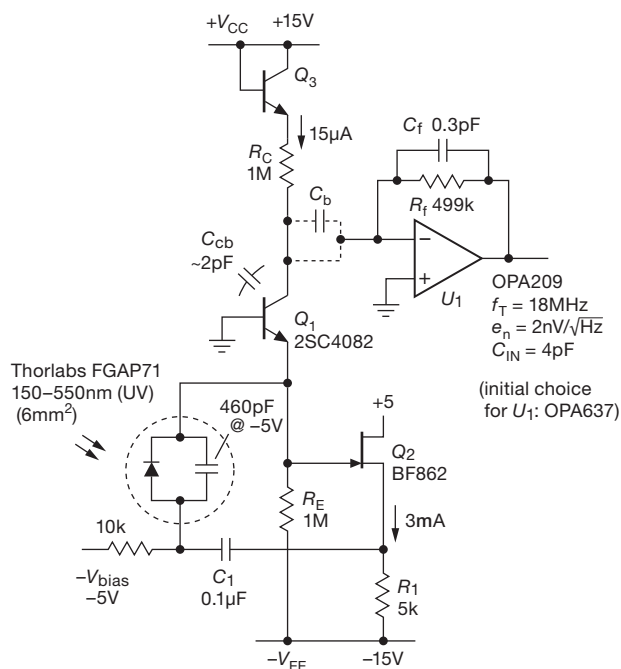 +VCC
+15V
Q3
15μA
RC
1M
Cb
Cf 0.3pF
Rf 499k
−
+
U1
Ccb
~2pF
Q1
2SC4082
OPA209
fT = 18MHz
en = 2nV/√Hz
CIN = 4pF
(initial choice
for U1: OPA637)
Thorlabs FGAP71
150–550nm (UV)
(6mm²)
460pF
@ –5V
+5
Q2
BF862
RE
1M
3mA
10k
–Vbias
–5V
C1
0.1μF
R1
5k
–VEE
–15V